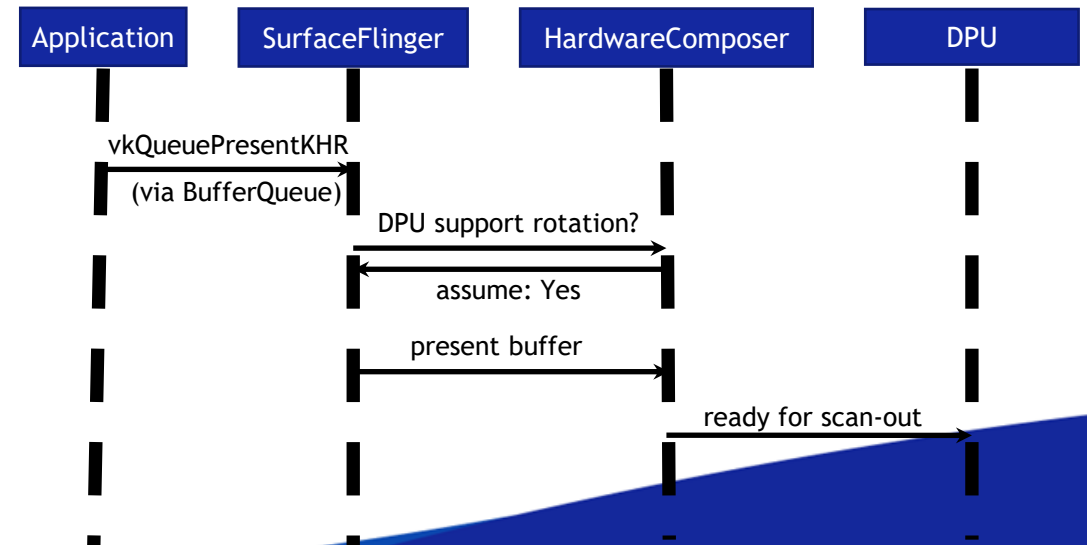 Application
SurfaceFlinger
HardwareComposer
DPU
vkQueuePresentKHR
(via BufferQueue)
DPU support rotation?
assume: Yes
present buffer
ready for scan-out